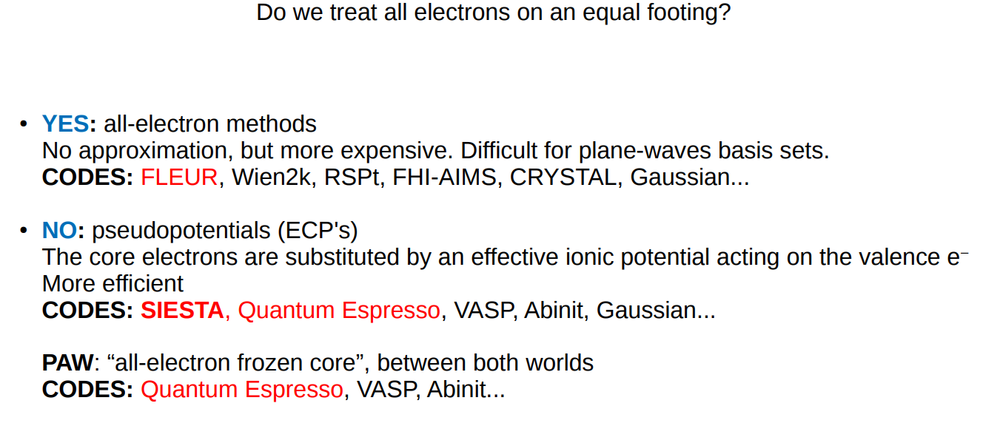 Do we treat all electrons on an equal footing?
• YES: all-electron methods
No approximation, but more expensive. Difficult for plane-waves basis sets.
CODES: FLEUR, Wien2k, RSPt, FHI-AIMS, CRYSTAL, Gaussian...
• NO: pseudopotentials (ECP's)
The core electrons are substituted by an effective ionic potential acting on the valence e⁻
More efficient
CODES: SIESTA, Quantum Espresso, VASP, Abinit, Gaussian...
PAW: “all-electron frozen core”, between both worlds
CODES: Quantum Espresso, VASP, Abinit...